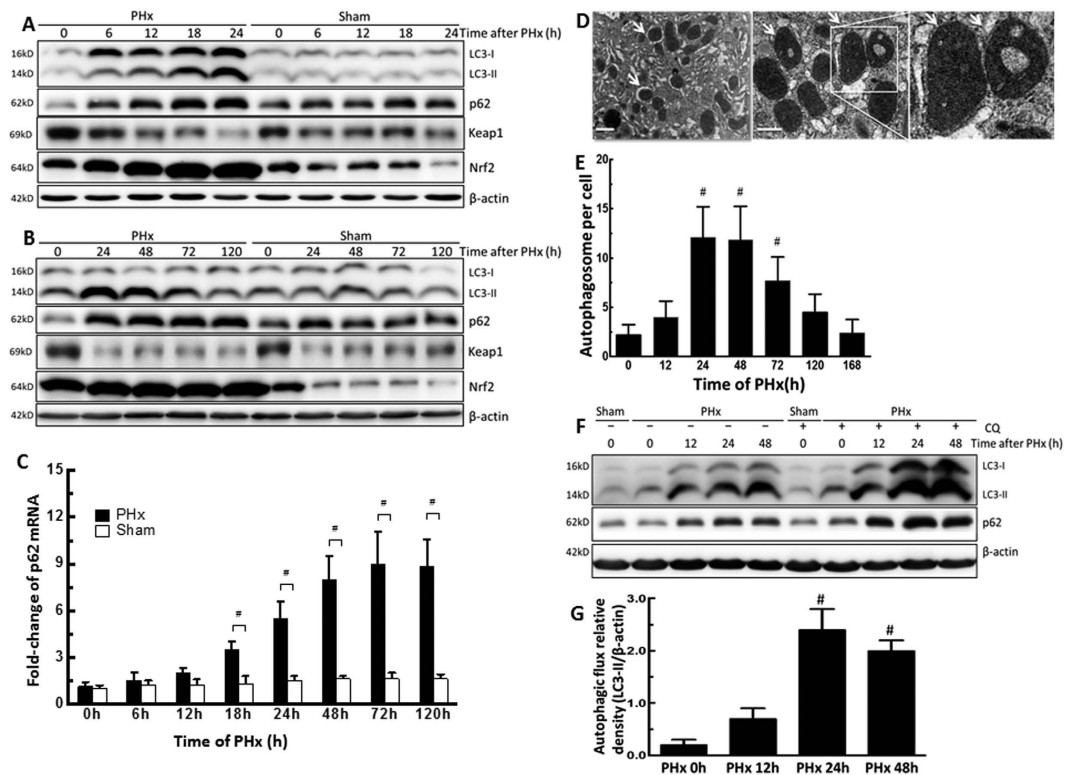 A
PHx Sham
0 6 12 18 24 0 6 12 18 24 Time after PHx (h)
16kD LC3-I
14kD LC3-II
62kD p62
69kD Keap1
64kD Nrf2
42kD β-actin
B
PHx Sham
0 24 48 72 120 0 24 48 72 120 Time after PHx (h)
16kD LC3-I
14kD LC3-II
62kD p62
69kD Keap1
64kD Nrf2
42kD β-actin
C
Fold-change of p62 mRNA
15
12
9
6
3
0
PHx
Sham
# # # # #
0h 6h 12h 18h 24h 48h 72h 120h
Time of PHx (h)
D
E
Autophagosome per cell
20
15
10
5
0
# # #
0 12 24 48 72 120 168
Time of PHx(h)
F
Sham PHx Sham PHx
– – – – – + + + + + CQ
0 0 12 24 48 0 0 12 24 48 Time after PHx (h)
16kD LC3-I
14kD LC3-II
62kD p62
42kD β-actin
G
Autophagic flux relative
density (LC3-II/β-actin)
3.0
2.0
1.0
0.0
# #
PHx 0h PHx 12h PHx 24h PHx 48h